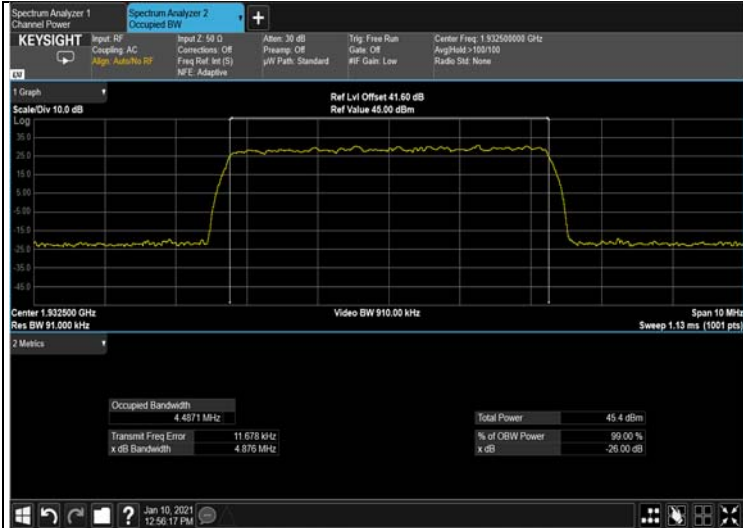 Spectrum Analyzer 1
Channel Power
Spectrum Analyzer 2
Occupied BW
+
KEYSIGHT
Input: RF
Coupling: AC
Align: Auto/No RF
Input Z: 50 Ω
Corrections: Off
Freq Ref: Int (S)
NFE: Adaptive
Atten: 30 dB
Preamp: Off
µW Path: Standard
Trig: Free Run
Gate: Off
#IF Gain: Low
Center Freq: 1.932500000 GHz
Avg|Hold:>100/100
Radio Std: None
LXI
1 Graph
Scale/Div 10.0 dB
Ref Lvl Offset 41.60 dB
Ref Value 45.00 dBm
Log
35.0
25.0
15.0
5.00
-5.00
-15.0
-25.0
-35.0
-45.0
Center 1.932500 GHz
Res BW 91.000 kHz
Video BW 910.00 kHz
Span 10 MHz
Sweep 1.13 ms (1001 pts)
2 Metrics
Occupied Bandwidth
4.4871 MHz
Transmit Freq Error 11.678 kHz
x dB Bandwidth 4.876 MHz
Total Power 45.4 dBm
% of OBW Power 99.00 %
x dB -26.00 dB
?
Jan 10, 2021
12:56:17 PM